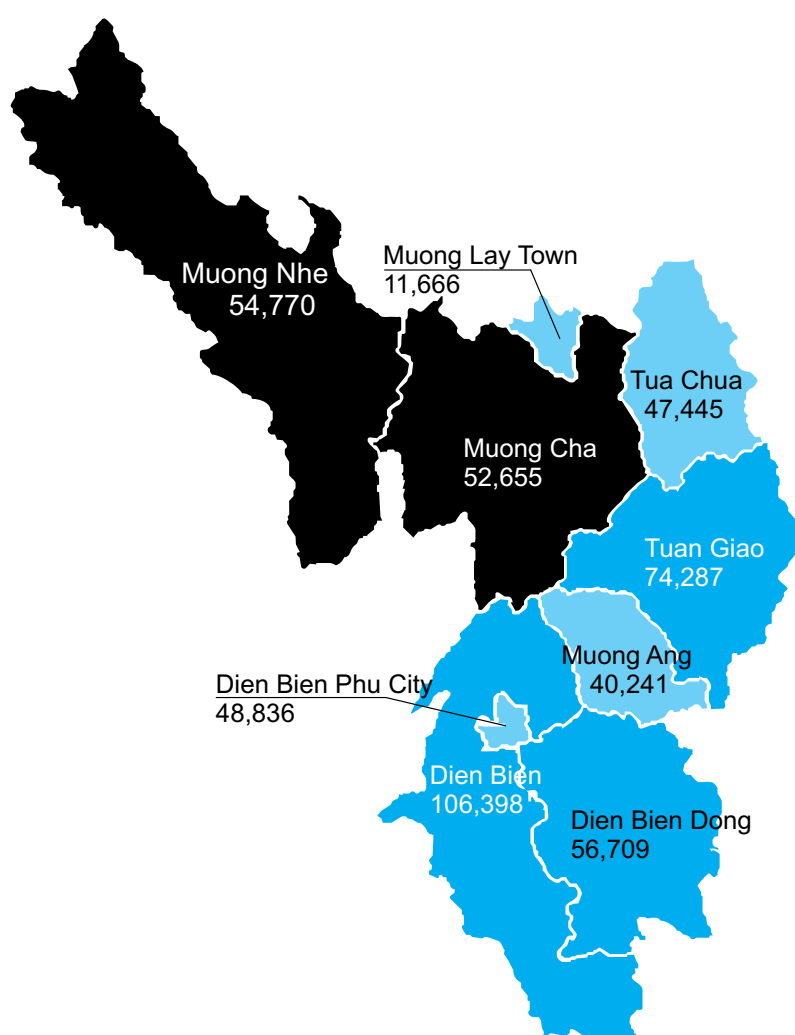 Muong Nhe
54,770
Muong Lay Town
11,666
Tua Chua
47,445
Muong Cha
52,655
Tuan Giao
74,287
Muong Ang
40,241
Dien Bien Phu City
48,836
Dien Bien
106,398
Dien Bien Dong
56,709